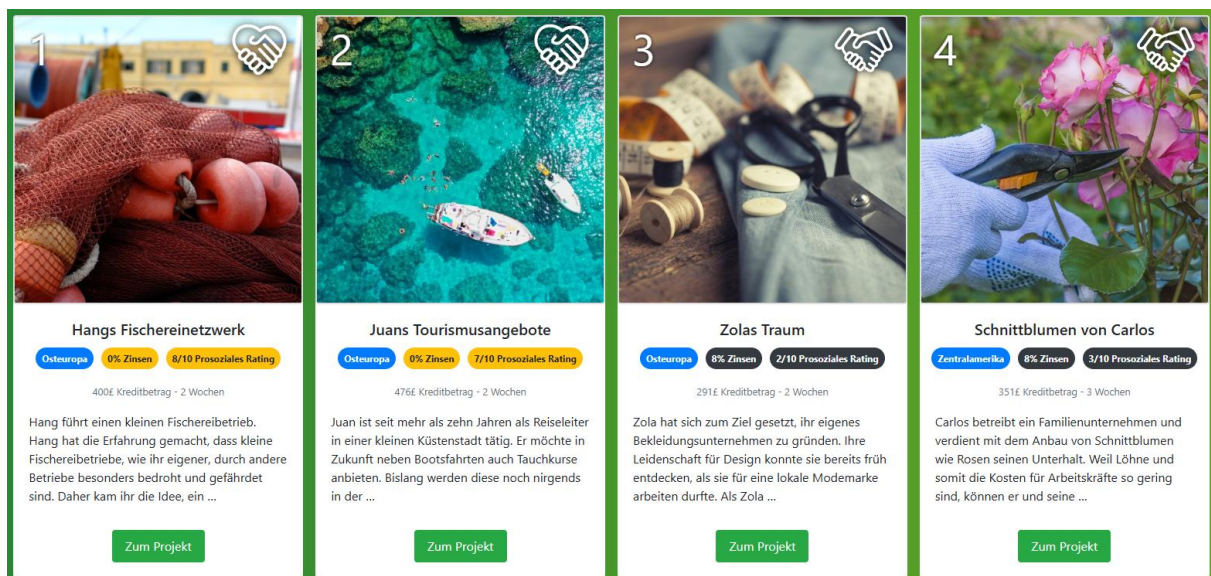 1
Hangs Fischereinetzwerk
Osteuropa 0% Zinsen 8/10 Prosoziales Rating
400£ Kreditbetrag - 2 Wochen
Hang führt einen kleinen Fischereibetrieb.
Hang hat die Erfahrung gemacht, dass kleine
Fischereibetriebe, wie ihr eigener, durch andere
Betriebe besonders bedroht und gefährdet
sind. Daher kam ihr die Idee, ein ...
Zum Projekt
2
Juans Tourismusangebote
Osteuropa 0% Zinsen 7/10 Prosoziales Rating
476£ Kreditbetrag - 2 Wochen
Juan ist seit mehr als zehn Jahren als Reiseleiter
in einer kleinen Küstenstadt tätig. Er möchte in
Zukunft neben Bootsfahrten auch Tauchkurse
anbieten. Bislang werden diese noch nirgends
in der ...
Zum Projekt
3
Zolas Traum
Osteuropa 8% Zinsen 2/10 Prosoziales Rating
291£ Kreditbetrag - 2 Wochen
Zola hat sich zum Ziel gesetzt, ihr eigenes
Bekleidungsunternehmen zu gründen. Ihre
Leidenschaft für Design konnte sie bereits früh
entdecken, als sie für eine lokale Modemarke
arbeiten durfte. Als Zola ...
Zum Projekt
4
Schnittblumen von Carlos
Zentralamerika 8% Zinsen 3/10 Prosoziales Rating
351£ Kreditbetrag - 3 Wochen
Carlos betreibt ein Familienunternehmen und
verdient mit dem Anbau von Schnittblumen
wie Rosen seinen Unterhalt. Weil Löhne und
somit die Kosten für Arbeitskräfte so gering
sind, können er und seine ...
Zum Projekt